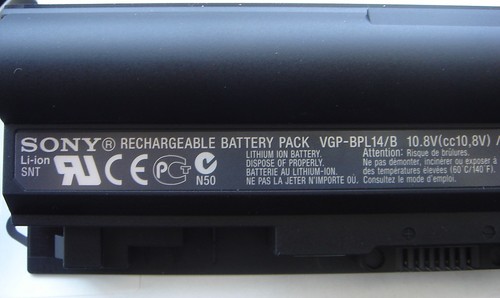 SONY® RECHARGEABLE BATTERY PACK VGP-BPL14/B 10.8V(cc10,8V) /
Li-ion
SNT
N50
LITHIUM ION BATTERY.
DISPOSE OF PROPERLY.
BATTERIE AU LITHIUM-ION.
NE PAS LA JETER N'IMPORTE OÙ.
Attention: Risque de brûlures.
Ne pas démonter, incinérer ou exposer à
des températures élevées (60°C/140°F).
Consultez le mode d'emploi.